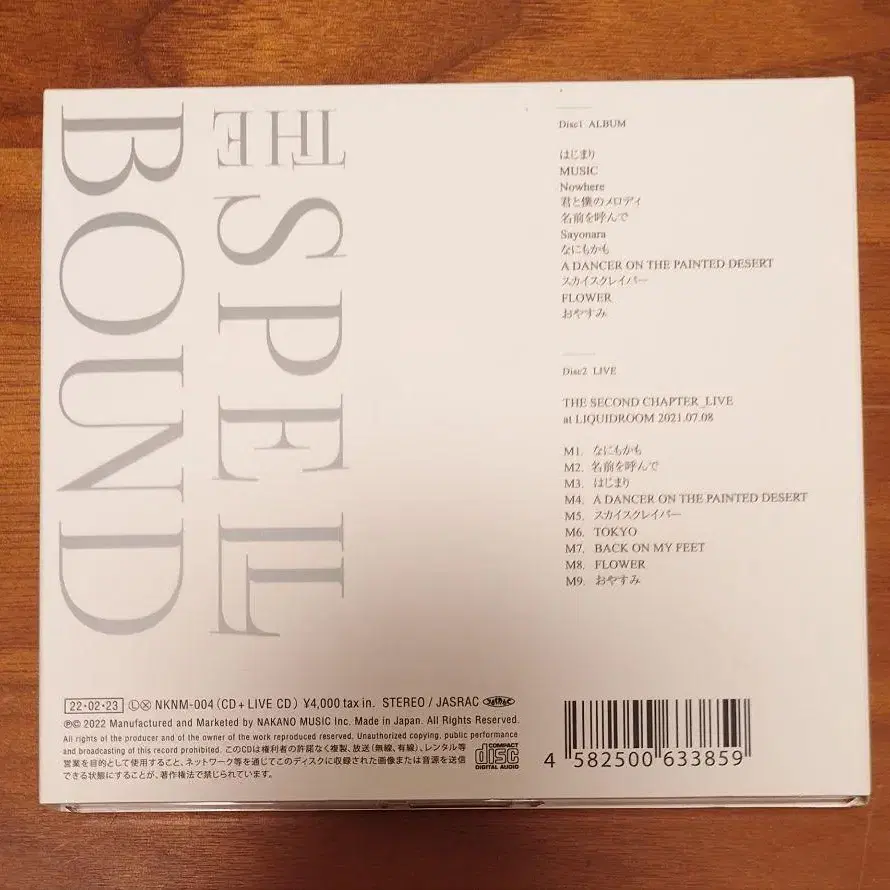 THE
SPELL
BOUND
Disc1 ALBUM
はじまり
MUSIC
Nowhere
君と僕のメロディ
名前を呼んで
Sayonara
なにもかも
A DANCER ON THE PAINTED DESERT
スカイスクレイパー
FLOWER
おやすみ
Disc2 LIVE
THE SECOND CHAPTER_LIVE
at LIQUIDROOM 2021.07.08
M1. なにもかも
M2. 名前を呼んで
M3. はじまり
M4. A DANCER ON THE PAINTED DESERT
M5. スカイスクレイパー
M6. TOKYO
M7. BACK ON MY FEET
M8. FLOWER
M9. おやすみ
22・02・23 Ⓛⓧ NKNM-004 (CD+LIVE CD) ¥4,000 tax in. STEREO / JASRAC JASRAC
Ⓟ© 2022 Manufactured and Marketed by NAKANO MUSIC Inc. Made in Japan. All Rights Reserved.
All rights of the producer and of the owner of the work reproduced reserved. Unauthorized copying, public performance
and broadcasting of this record prohibited. このCDは権利者の許諾なく複製、放送(無線、有線)、レンタル等
営業を目的として使用すること、ネットワーク等を通じてこのディスクに収録された画像または音源を送信
できる状態にすることが、著作権法で禁じられています。
COMPACT
disc
DIGITAL AUDIO
4 582500 633859